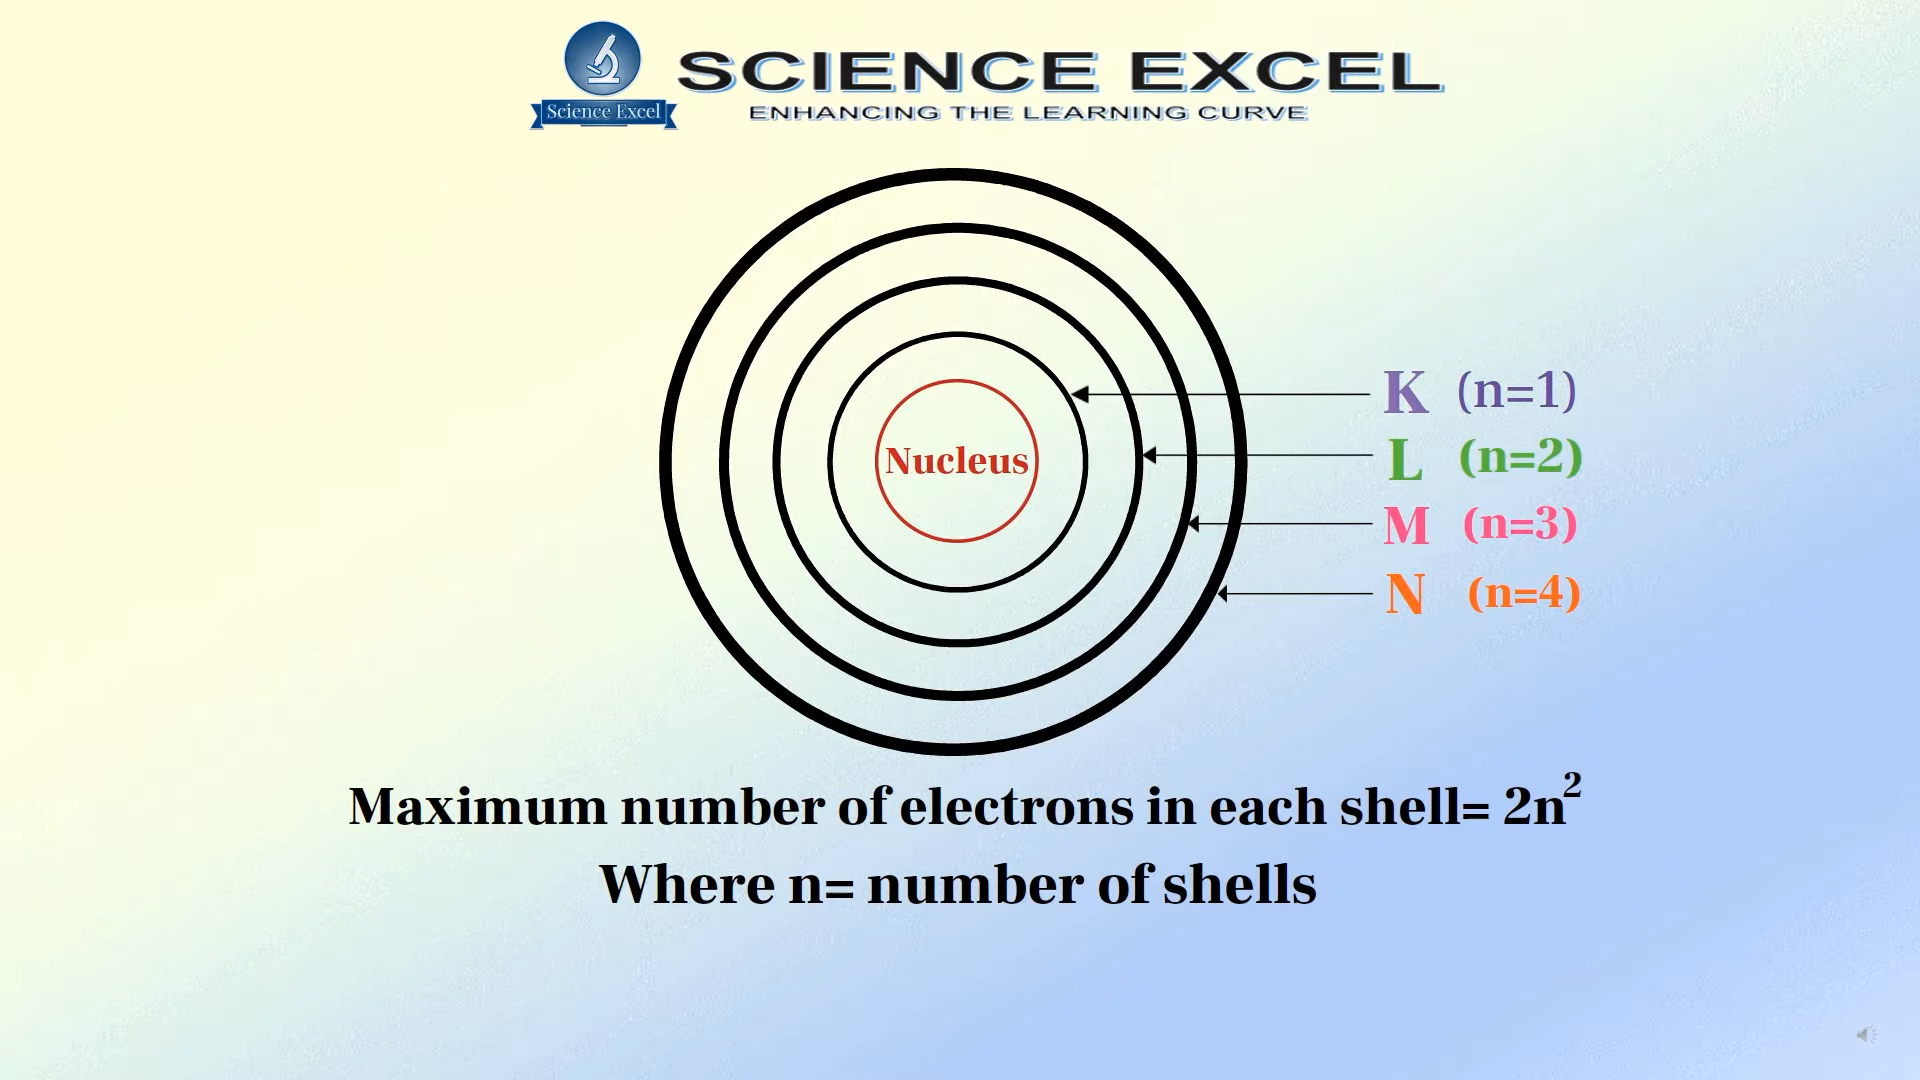 Science Excel
SCIENCE EXCEL
ENHANCING THE LEARNING CURVE
Nucleus
K (n=1)
L (n=2)
M (n=3)
N (n=4)
Maximum number of electrons in each shell= 2n²
Where n= number of shells